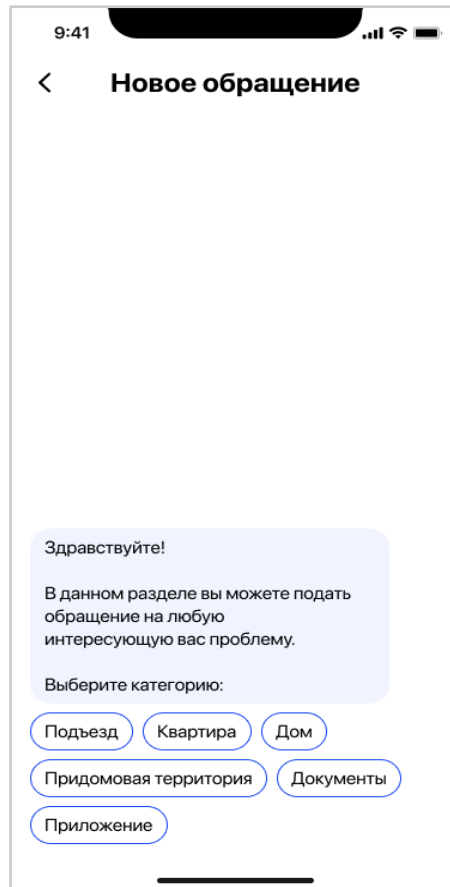 9:41
Новое обращение
Здравствуйте!
В данном разделе вы можете подать
обращение на любую
интересующую вас проблему.
Выберите категорию:
Подъезд Квартира Дом
Придомовая территория Документы
Приложение